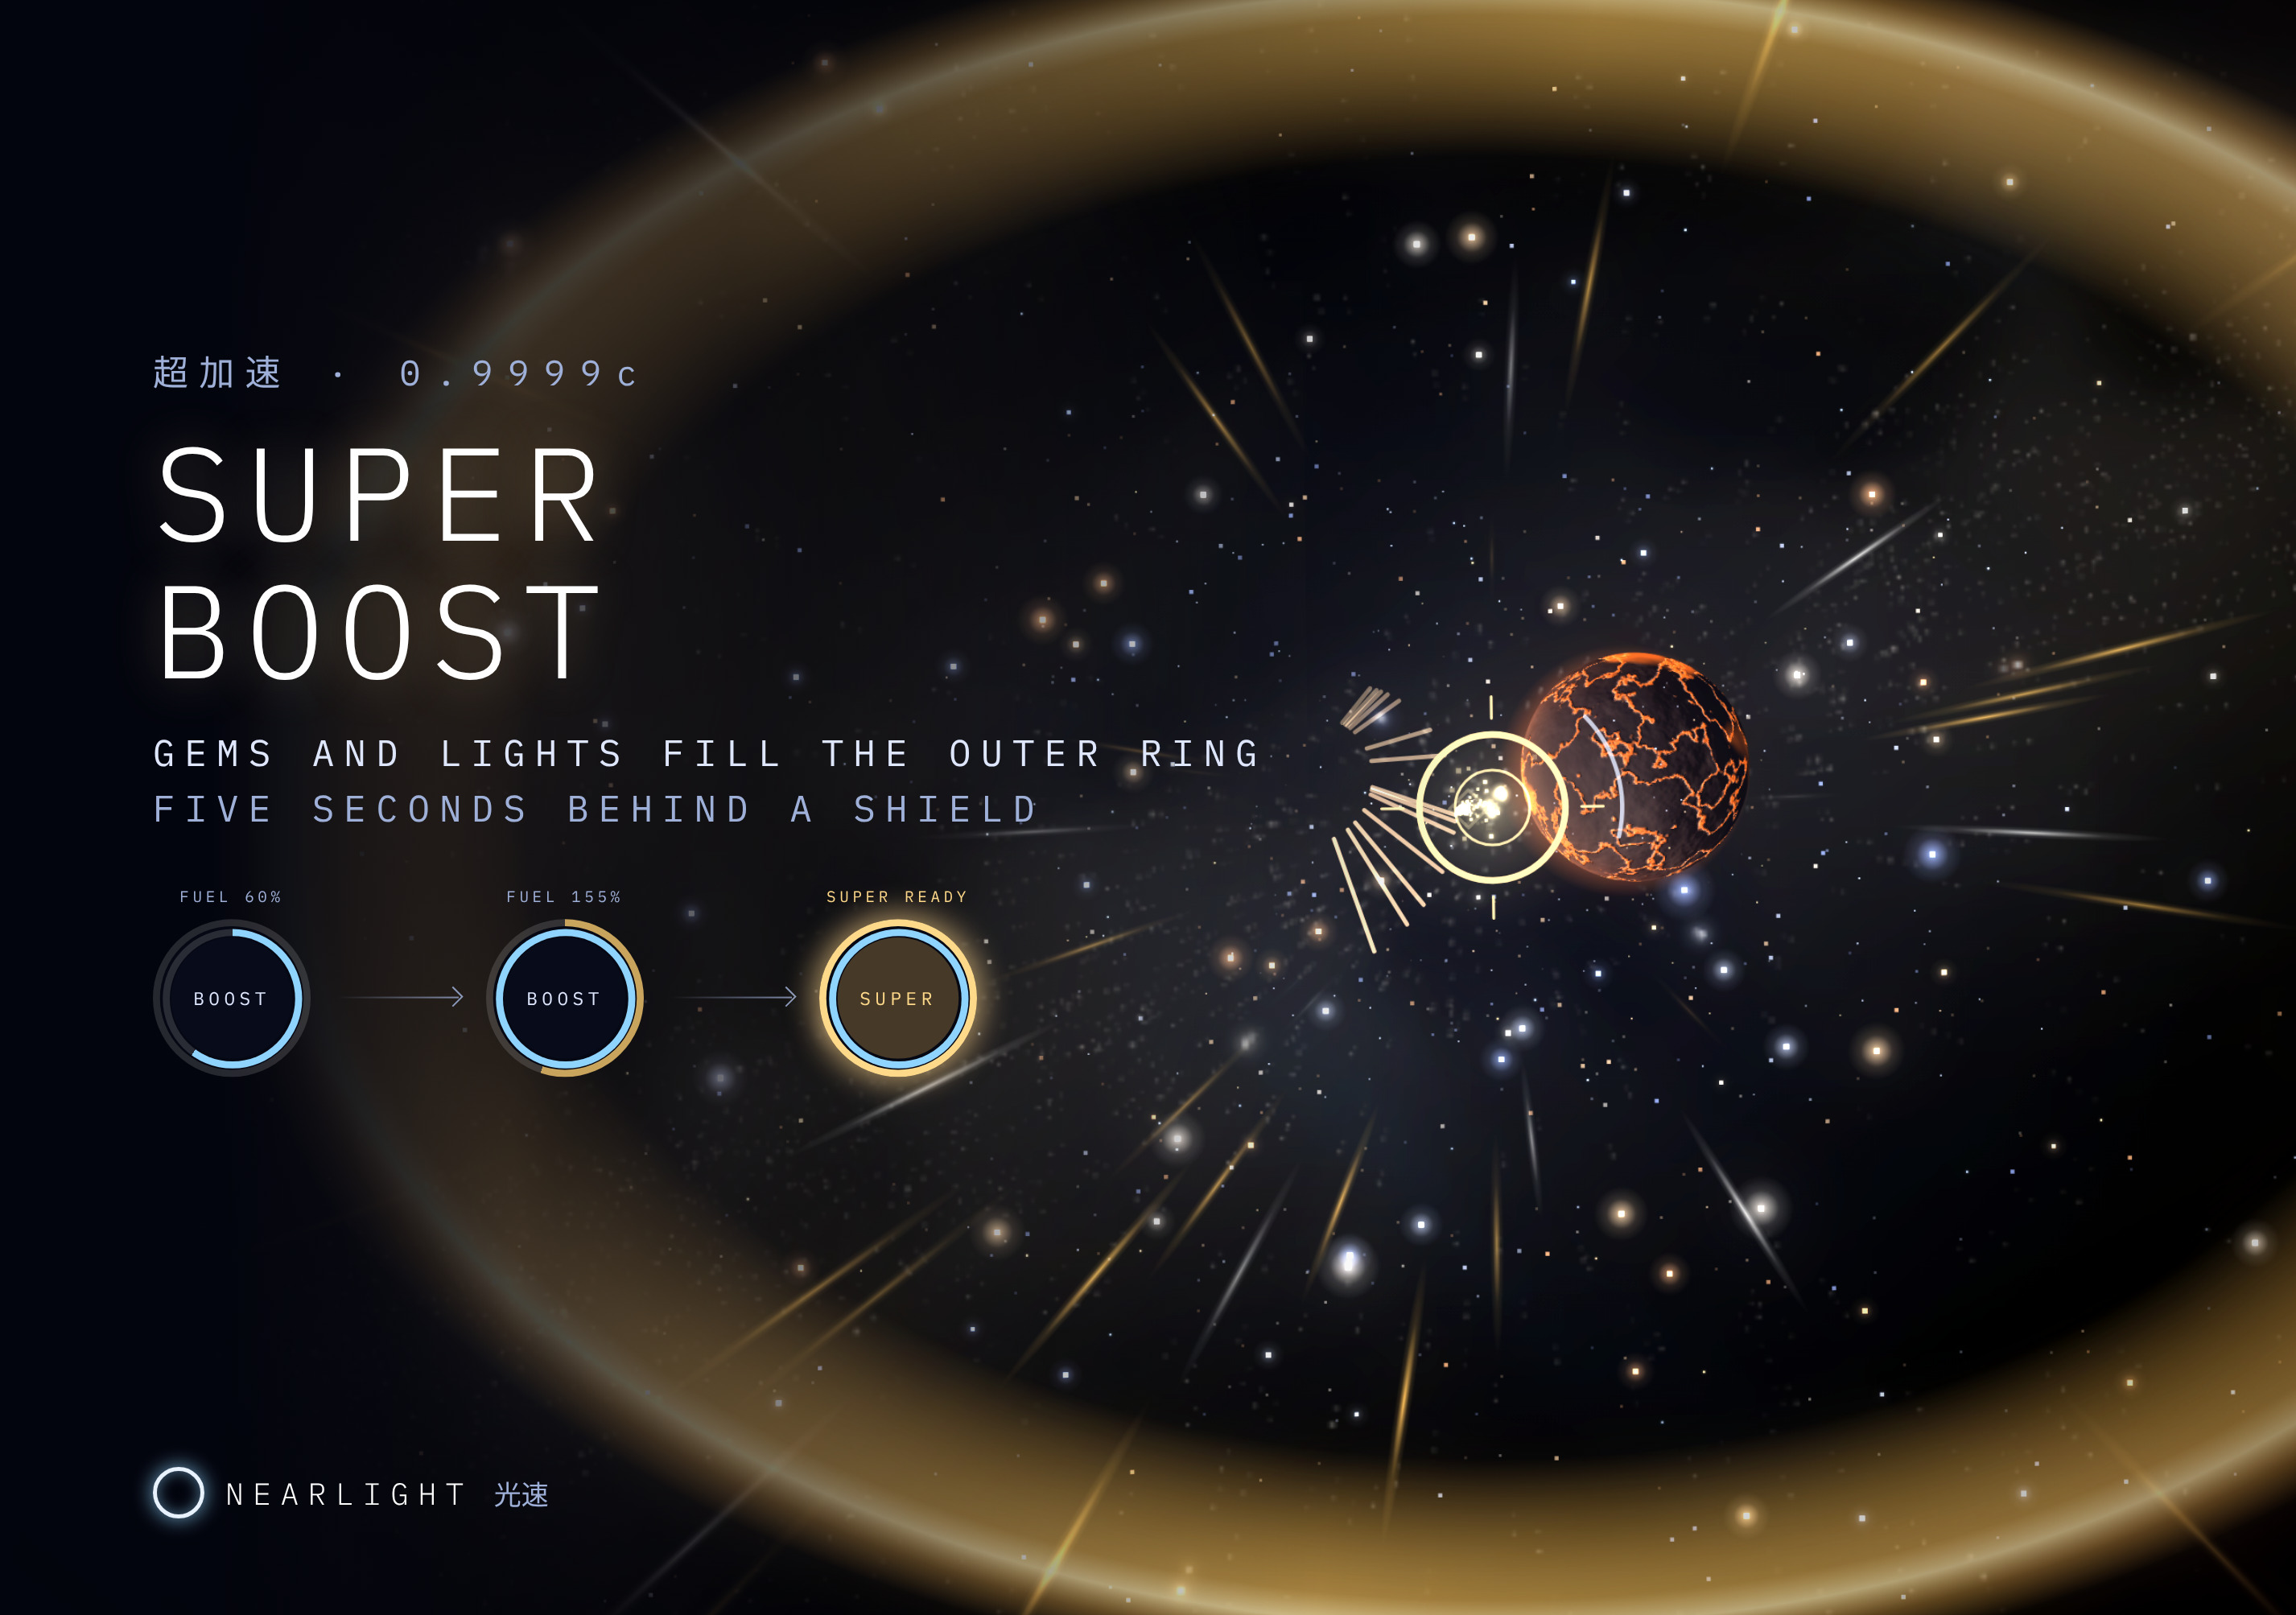 超加速 · 0.9999c
SUPER
BOOST
GEMS AND LIGHTS FILL THE OUTER RING
FIVE SECONDS BEHIND A SHIELD
FUEL 60%
BOOST
FUEL 155%
BOOST
SUPER READY
SUPER
NEARLIGHT 光速